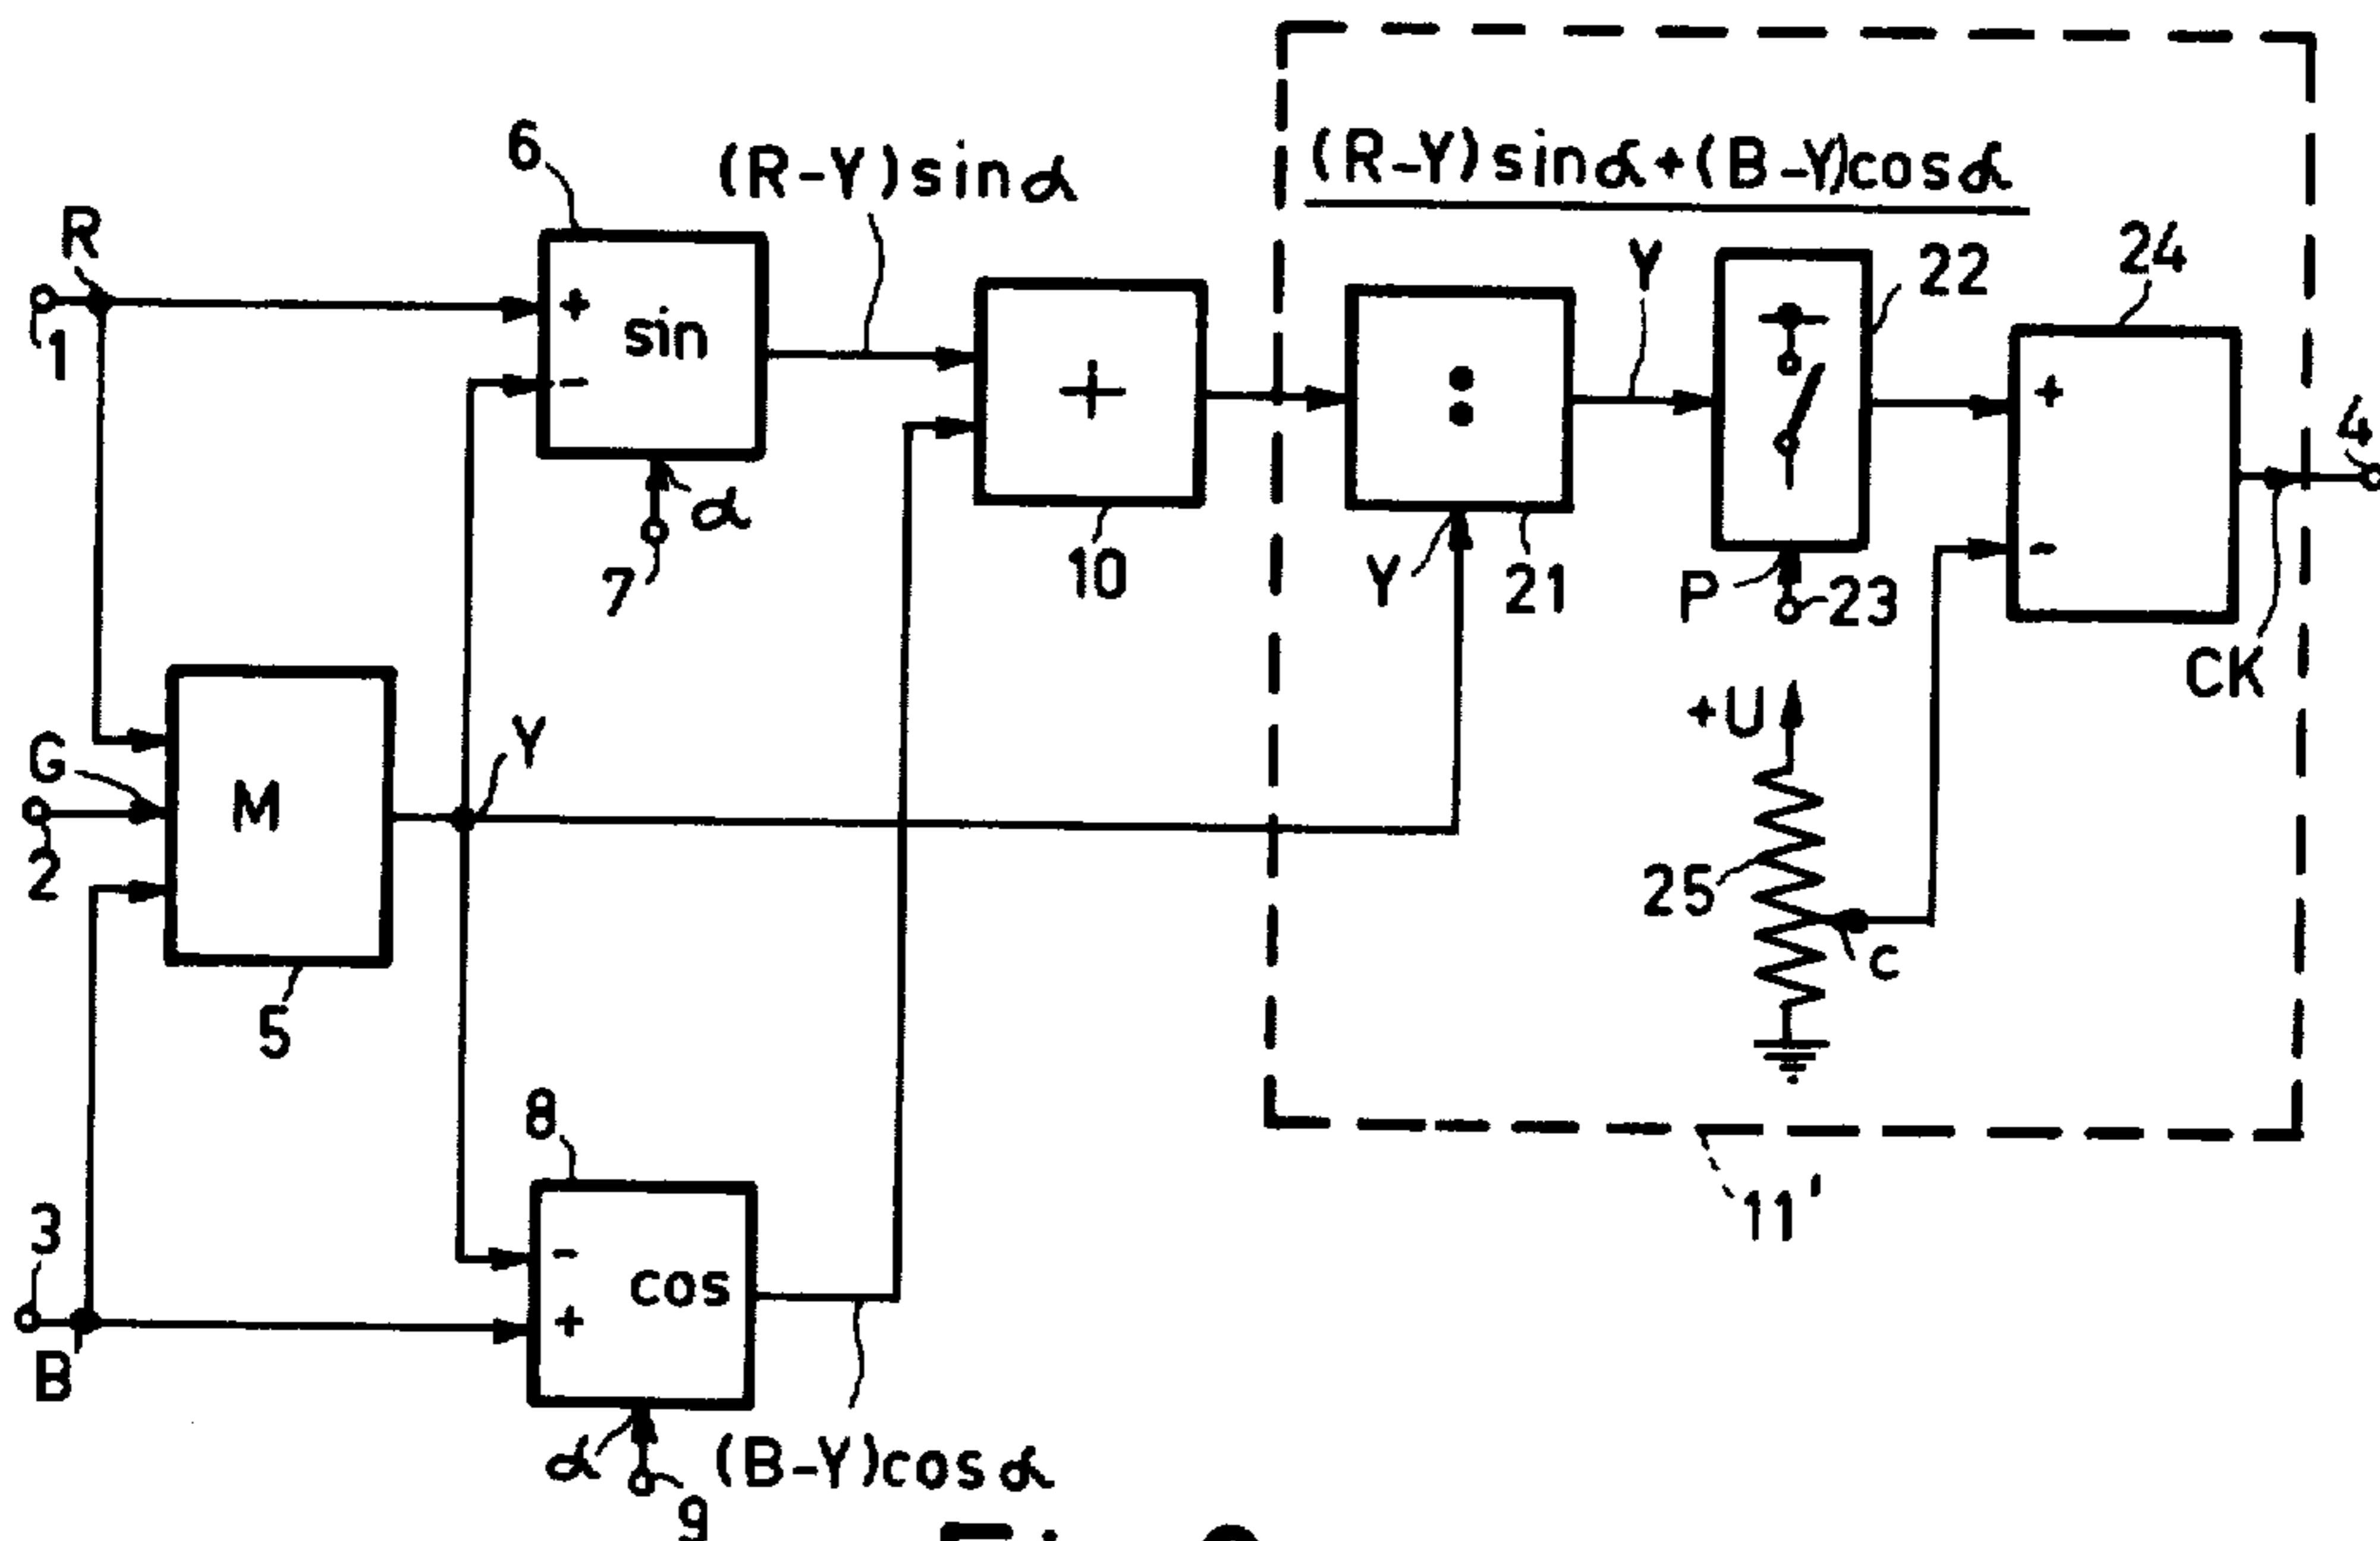 6
(R-Y)sinα
(R-Y)sinα+(B-Y)cosα
Y
22
24
R
1
+
sin
-
+
:
+
-
4
α
7
10
Y
21
P
23
CK
+U
G
2
M
Y
25
c
5
8
3
-
cos
+
B
α
9
(B-Y)cosα
11'